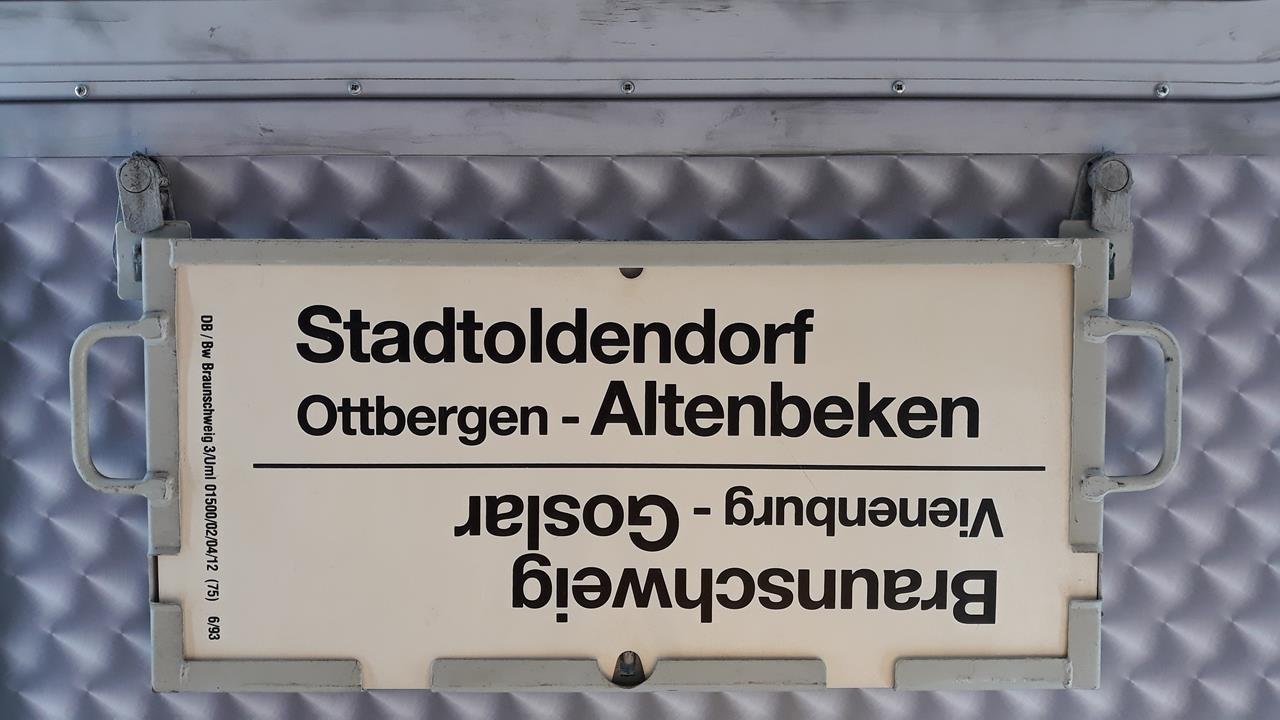 Stadtoldendorf
Ottbergen - Altenbeken
Braunschweig
Vienenburg - Goslar
DB / Bw Braunschweig 3/Uml 01500/02/04/12 (75) 6/93